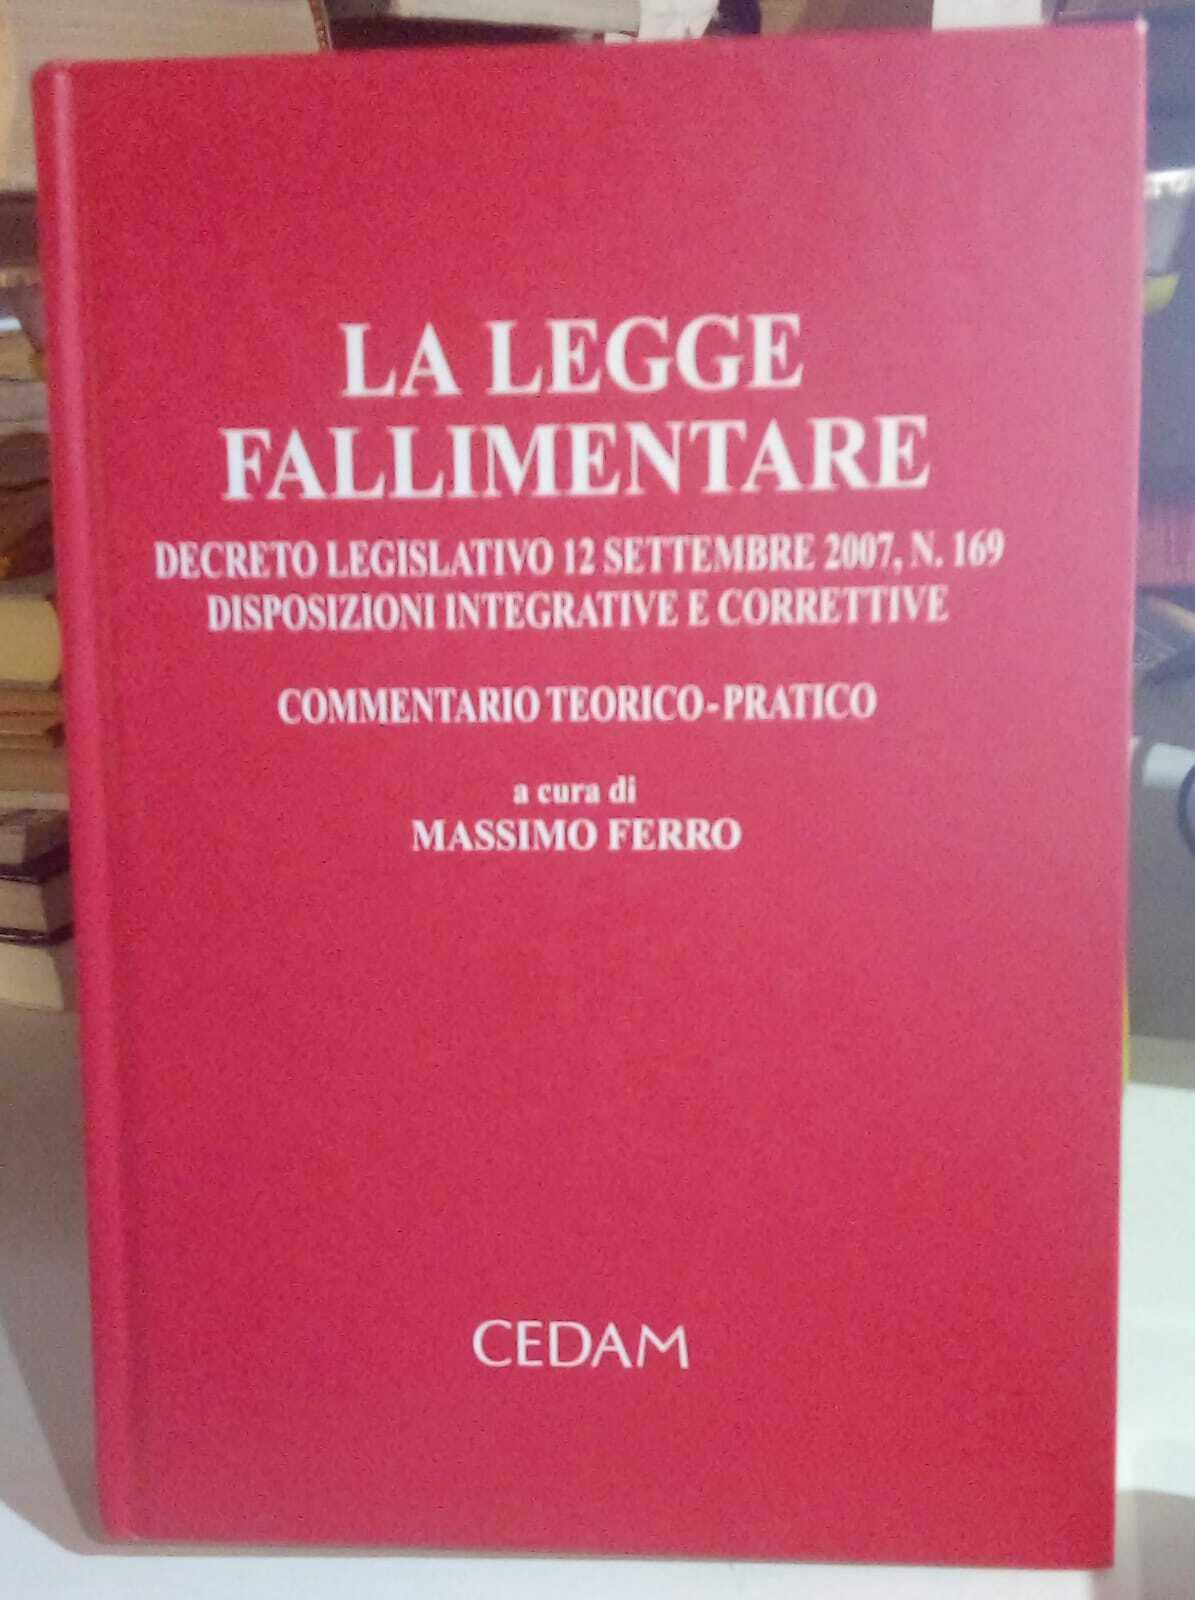 LA LEGGE
FALLIMENTARE
DECRETO LEGISLATIVO 12 SETTEMBRE 2007, N. 169
DISPOSIZIONI INTEGRATIVE E CORRETTIVE
COMMENTARIO TEORICO-PRATICO
a cura di
MASSIMO FERRO
CEDAM